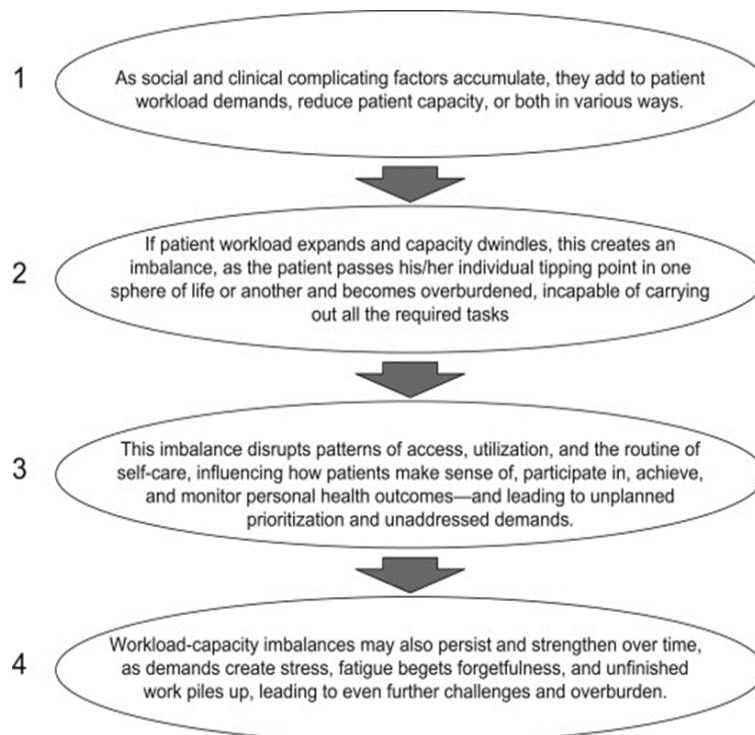 1
As social and clinical complicating factors accumulate, they add to patient
workload demands, reduce patient capacity, or both in various ways.
2
If patient workload expands and capacity dwindles, this creates an
imbalance, as the patient passes his/her individual tipping point in one
sphere of life or another and becomes overburdened, incapable of carrying
out all the required tasks
3
This imbalance disrupts patterns of access, utilization, and the routine of
self-care, influencing how patients make sense of, participate in, achieve,
and monitor personal health outcomes—and leading to unplanned
prioritization and unaddressed demands.
4
Workload-capacity imbalances may also persist and strengthen over time,
as demands create stress, fatigue begets forgetfulness, and unfinished
work piles up, leading to even further challenges and overburden.